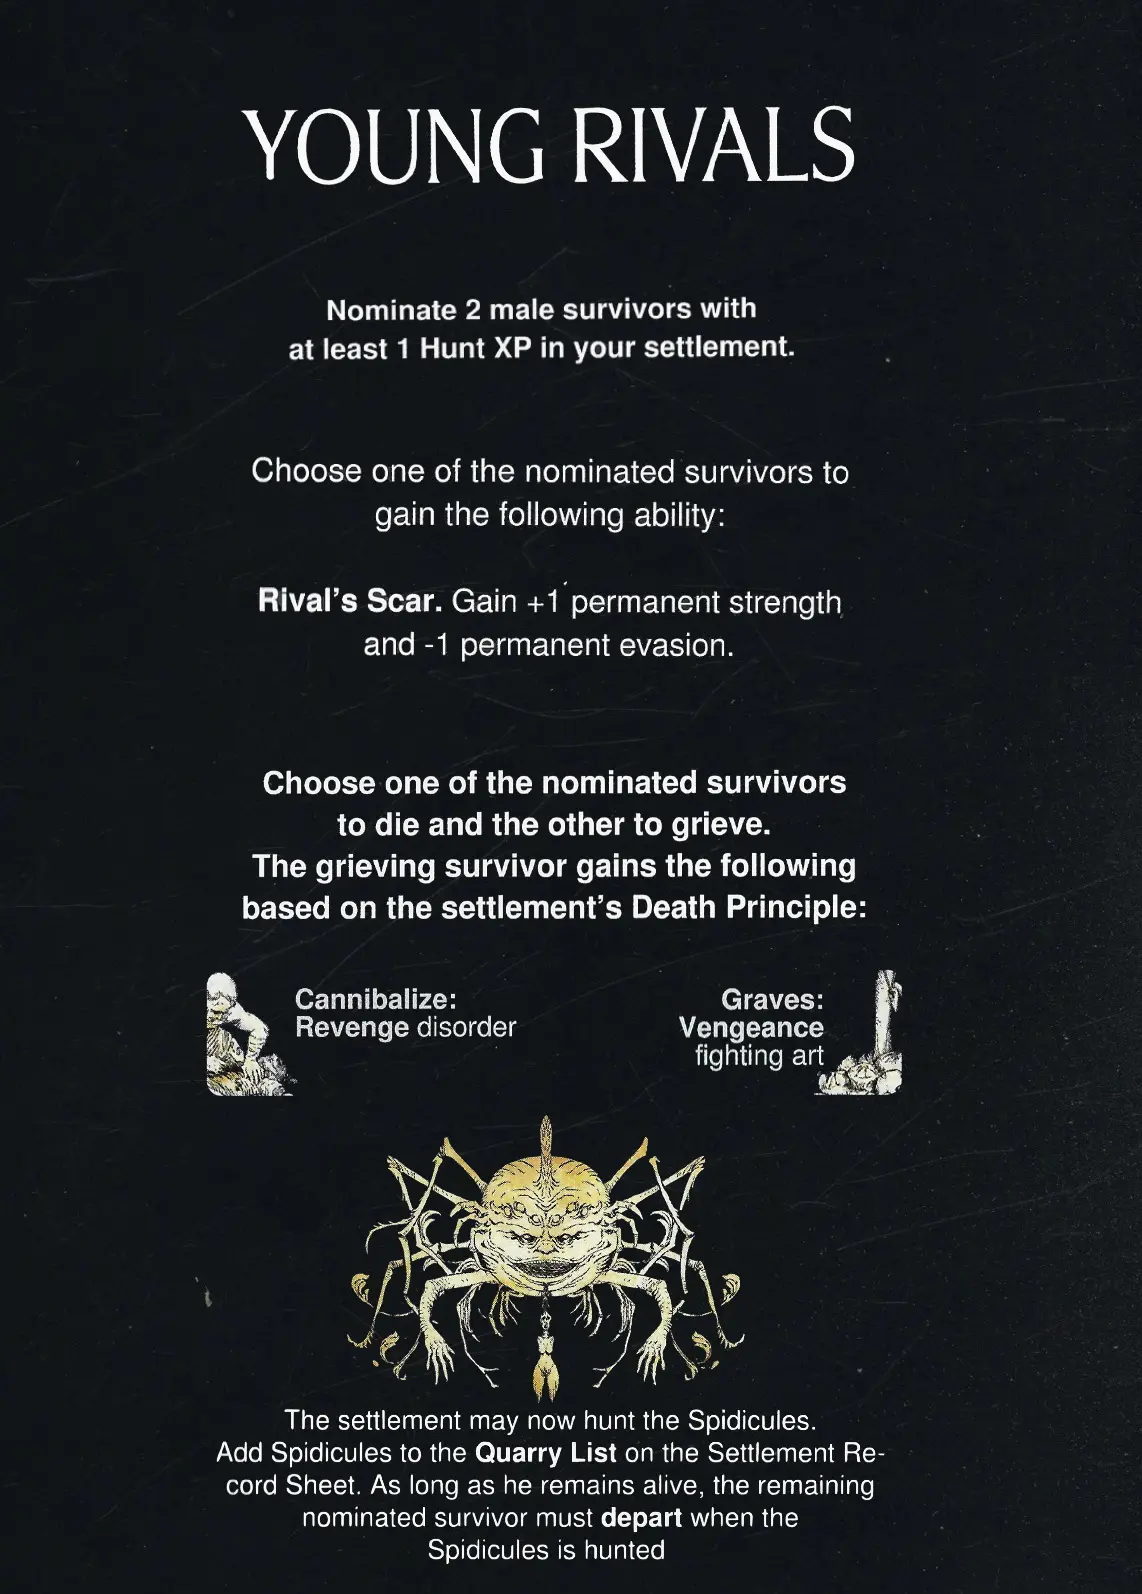 YOUNG RIVALS
Nominate 2 male survivors with
at least 1 Hunt XP in your settlement.
Choose one of the nominated survivors to
gain the following ability:
Rival's Scar. Gain +1 permanent strength
and -1 permanent evasion.
Choose one of the nominated survivors
to die and the other to grieve.
The grieving survivor gains the following
based on the settlement's Death Principle:
Cannibalize:
Revenge disorder
Graves:
Vengeance
fighting art
The settlement may now hunt the Spidicules.
Add Spidicules to the Quarry List on the Settlement Re-
cord Sheet. As long as he remains alive, the remaining
nominated survivor must depart when the
Spidicules is hunted